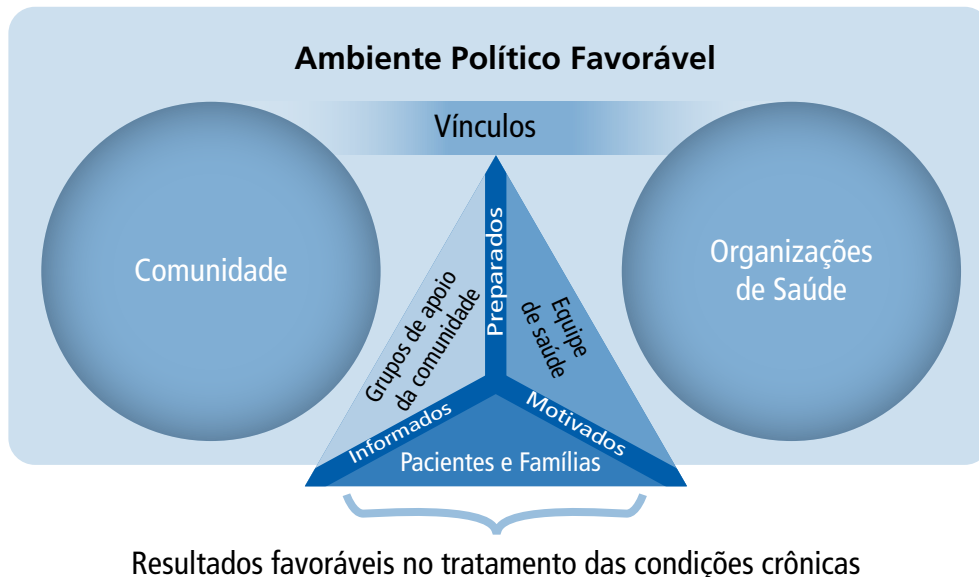 Ambiente Político Favorável
Vínculos
Comunidade
Organizações
de Saúde
Grupos de apoio
da comunidade
Preparados
Equipe
de saúde
Informados
Motivados
Pacientes e Famílias
Resultados favoráveis no tratamento das condições crônicas